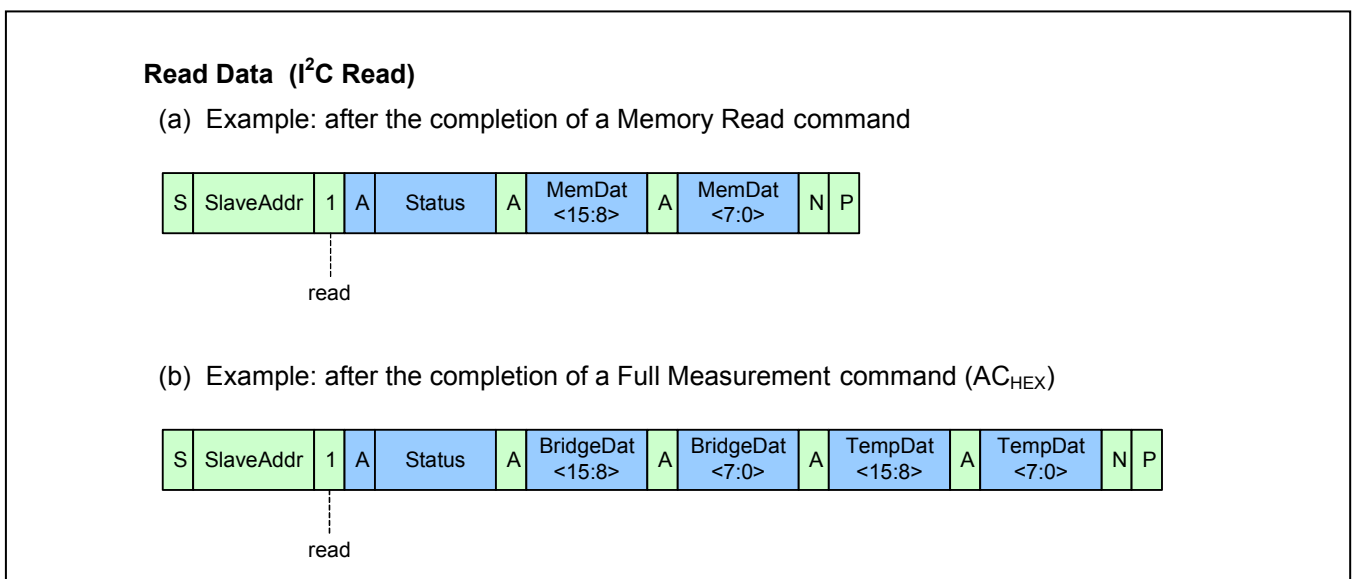 Read Data (I²C Read)
(a) Example: after the completion of a Memory Read command
S SlaveAddr 1 A Status A MemDat <15:8> A MemDat <7:0> N P
read
(b) Example: after the completion of a Full Measurement command (AC_HEX)
S SlaveAddr 1 A Status A BridgeDat <15:8> A BridgeDat <7:0> A TempDat <15:8> A TempDat <7:0> N P
read